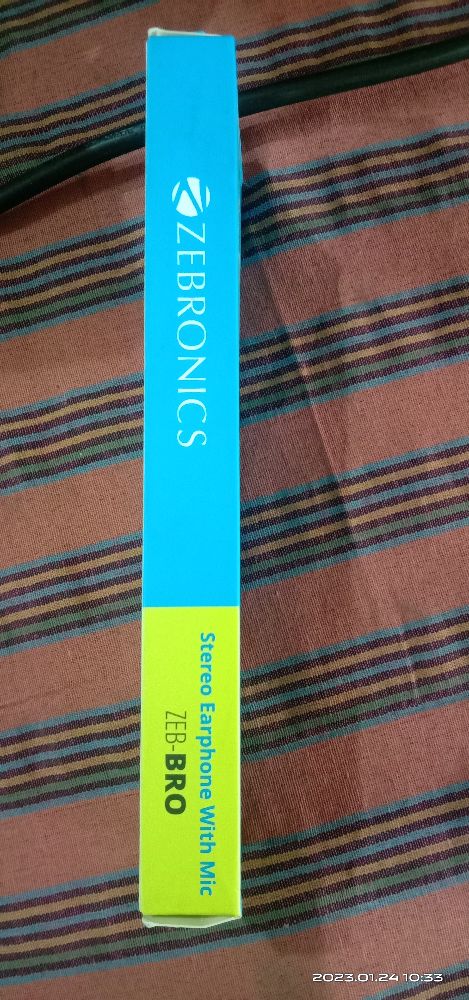 ZEBRONICS
Stereo Earphone With Mic
ZEB-BRO
2023.01.24 10:33